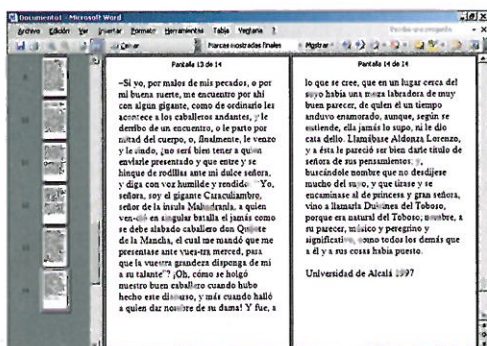 Documento1 - Microsoft Word
Archivo Edición Ver Insertar Formato Herramientas Tabla Ventana ?
Cerrar Marcas mostradas finales Mostrar
Pantalla 13 de 14
–Si yo, por malos de mis pecados, o por
mi buena suerte, me encuentro por ahí
con algún gigante, como de ordinario les
acontece a los caballeros andantes, y le
derribo de un encuentro, o le parto por
mitad del cuerpo, o, finalmente, le venzo
y le rindo, ¿no será bien tener a quien
enviarle presentado y que entre y se
hinque de rodillas ante mi dulce señora,
y diga con voz humilde y rendido: "Yo,
señora, soy el gigante Caraculiambro,
señor de la ínsula Malindrania, a quien
ven-ció en singular batalla el jamás como
se debe alabado caballero don Quijote
de la Mancha, el cual me mandó que me
presentase ante vues-tra merced, para
que la vuestra grandeza disponga de mí
a su talante"? ¡Oh, cómo se holgó
nuestro buen caballero cuando hubo
hecho este discurso, y más cuando halló
a quien dar nombre de su dama! Y fue, a
Pantalla 14 de 14
lo que se cree, que en un lugar cerca del
suyo había una moza labradora de muy
buen parecer, de quien él un tiempo
anduvo enamorado, aunque, según se
entiende, ella jamás lo supo, ni le dio
cata dello. Llamábase Aldonza Lorenzo,
y a ésta le pareció ser bien darle título de
señora de sus pensamientos; y,
buscándole nombre que no desdijese
mucho del suyo, y que tirase y se
encaminase al de princesa y gran señora,
vino a llamarla Dulcinea del Toboso,
porque era natural del Toboso; nombre, a
su parecer, músico y peregrino y
significativo, como todos los demás que
a él y a sus cosas había puesto.
Universidad de Alcalá 1997